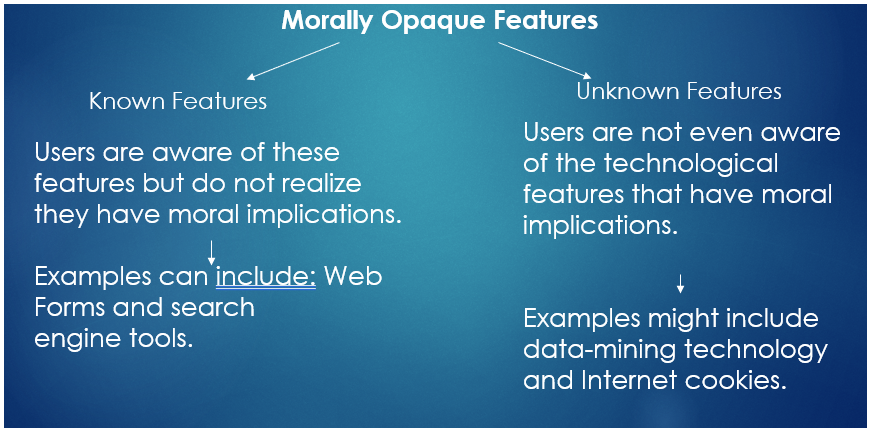 Morally Opaque Features
Known Features
Users are aware of these
features but do not realize
they have moral implications.
Examples can include: Web
Forms and search
engine tools.
Unknown Features
Users are not even aware
of the technological
features that have moral
implications.
Examples might include
data-mining technology
and Internet cookies.